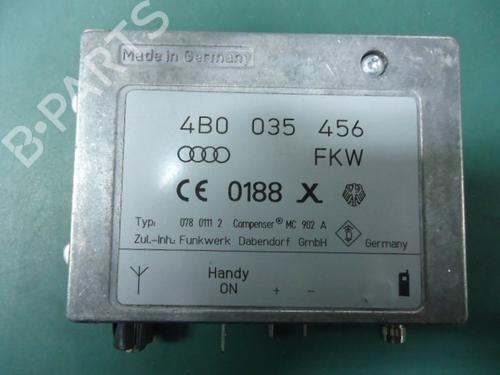 Made in Germany
B-PARTS
4B0 035 456
FKW
CE 0188 X
Typ: 078 0111 2 Compenser® MC 902 A
Zul.-Inh.: Funkwerk Dabendorf GmbH Germany
Handy
ON + −